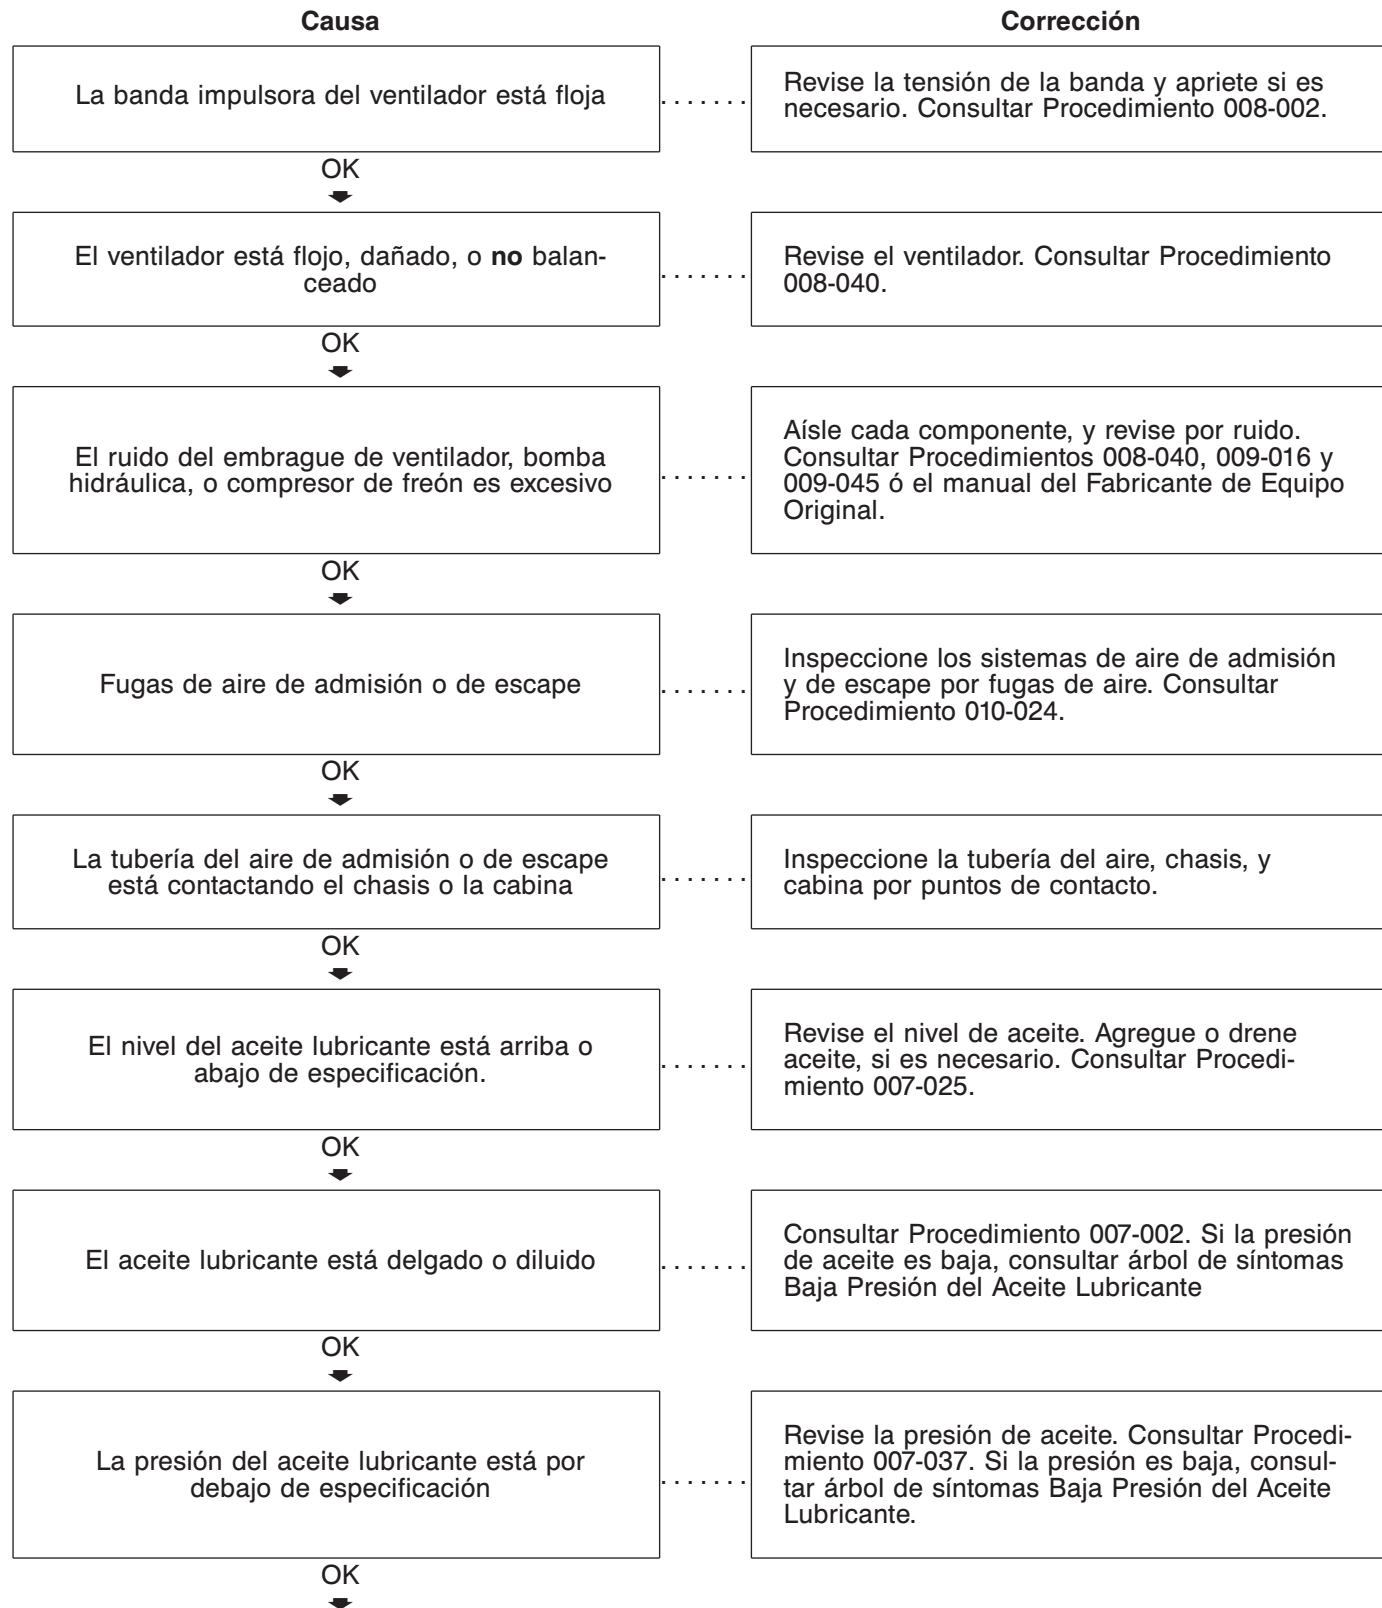 Causa
Corrección
La banda impulsora del ventilador está floja
Revise la tensión de la banda y apriete si es
necesario. Consultar Procedimiento 008-002.
OK
El ventilador está flojo, dañado, o no balan-
ceado
Revise el ventilador. Consultar Procedimiento
008-040.
OK
El ruido del embrague de ventilador, bomba
hidráulica, o compresor de freón es excesivo
Aísle cada componente, y revise por ruido.
Consultar Procedimientos 008-040, 009-016 y
009-045 ó el manual del Fabricante de Equipo
Original.
OK
Fugas de aire de admisión o de escape
Inspeccione los sistemas de aire de admisión
y de escape por fugas de aire. Consultar
Procedimiento 010-024.
OK
La tubería del aire de admisión o de escape
está contactando el chasis o la cabina
Inspeccione la tubería del aire, chasis, y
cabina por puntos de contacto.
OK
El nivel del aceite lubricante está arriba o
abajo de especificación.
Revise el nivel de aceite. Agregue o drene
aceite, si es necesario. Consultar Procedi-
miento 007-025.
OK
El aceite lubricante está delgado o diluido
Consultar Procedimiento 007-002. Si la presión
de aceite es baja, consultar árbol de síntomas
Baja Presión del Aceite Lubricante
OK
La presión del aceite lubricante está por
debajo de especificación
Revise la presión de aceite. Consultar Procedi-
miento 007-037. Si la presión es baja, consul-
tar árbol de síntomas Baja Presión del Aceite
Lubricante.
OK